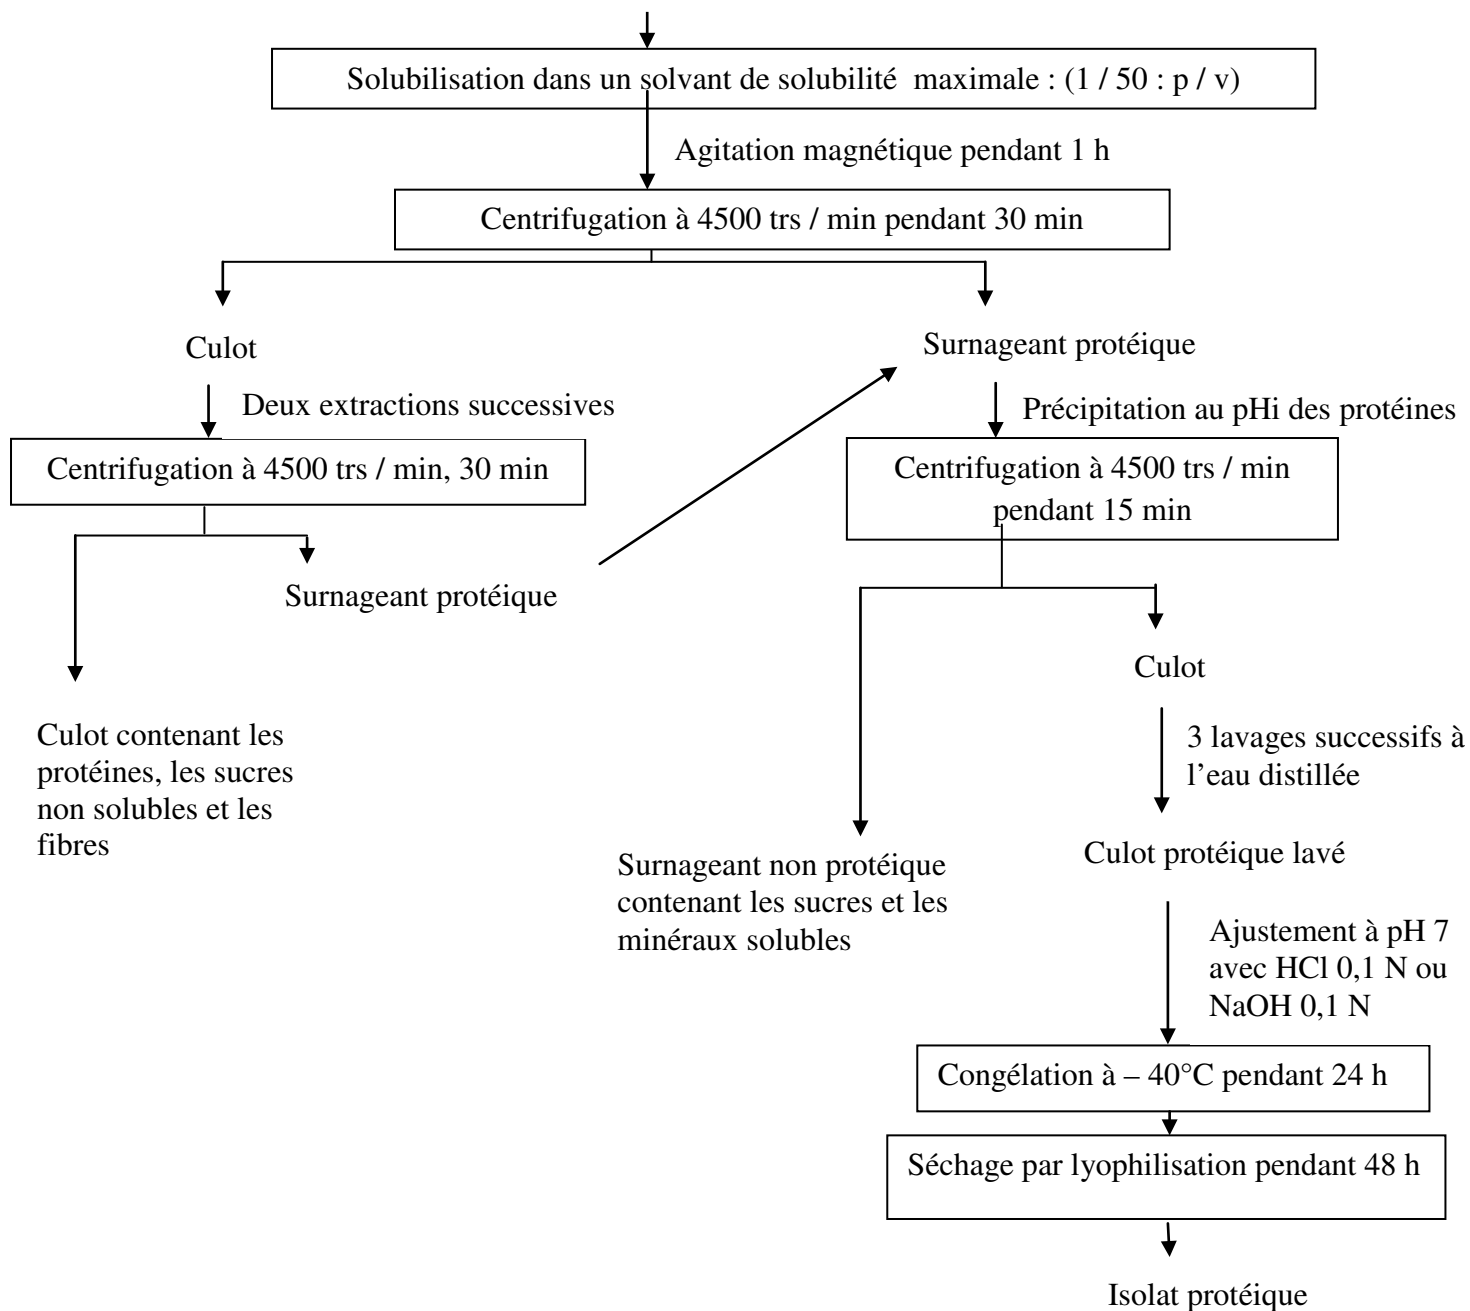 Solubilisation dans un solvant de solubilité  maximale : (1 / 50 : p / v)
Agitation magnétique pendant 1 h
Centrifugation à 4500 trs / min pendant 30 min
Culot
Surnageant protéique
Deux extractions successives
Précipitation au pHi des protéines
Centrifugation à 4500 trs / min, 30 min
Centrifugation à 4500 trs / min
pendant 15 min
Surnageant protéique
Culot
Culot contenant les
protéines, les sucres
non solubles et les
fibres
3 lavages successifs à
l’eau distillée
Surnageant non protéique
contenant les sucres et les
minéraux solubles
Culot protéique lavé
Ajustement à pH 7
avec HCl 0,1 N ou
NaOH 0,1 N
Congélation à – 40°C pendant 24 h
Séchage par lyophilisation pendant 48 h
Isolat protéique